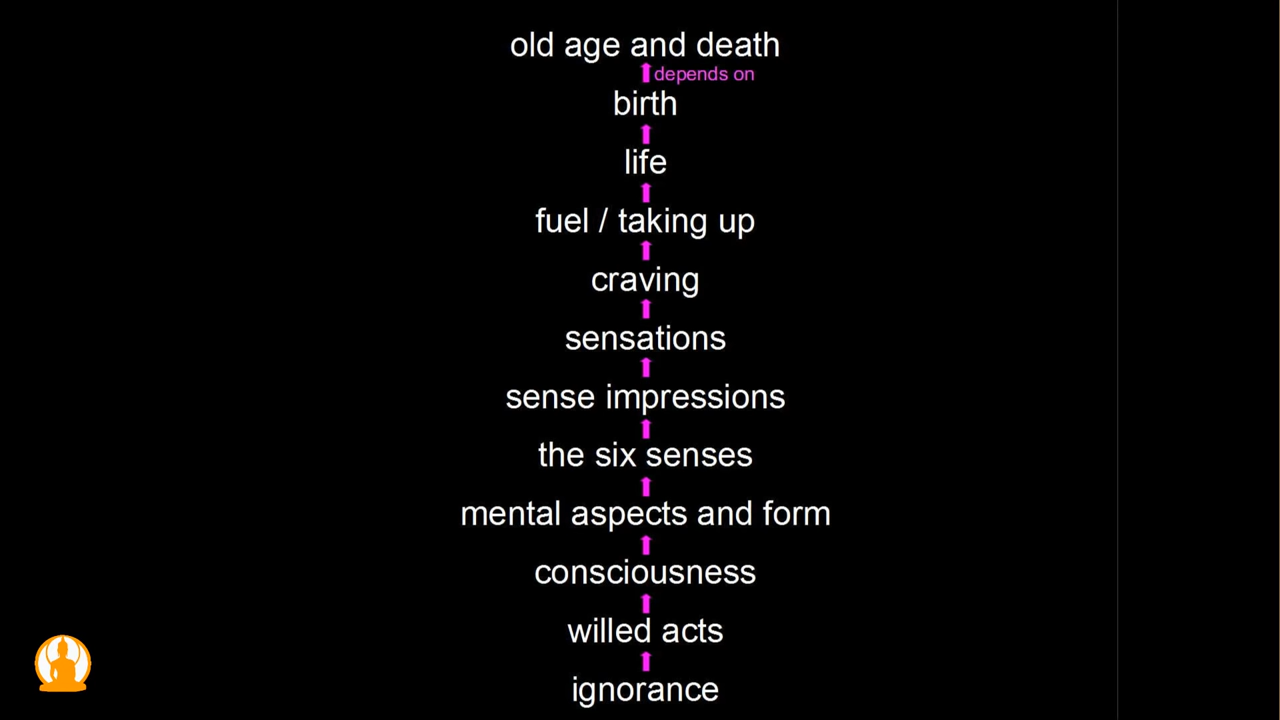 old age and death
depends on
birth
life
fuel / taking up
craving
sensations
sense impressions
the six senses
mental aspects and form
consciousness
willed acts
ignorance